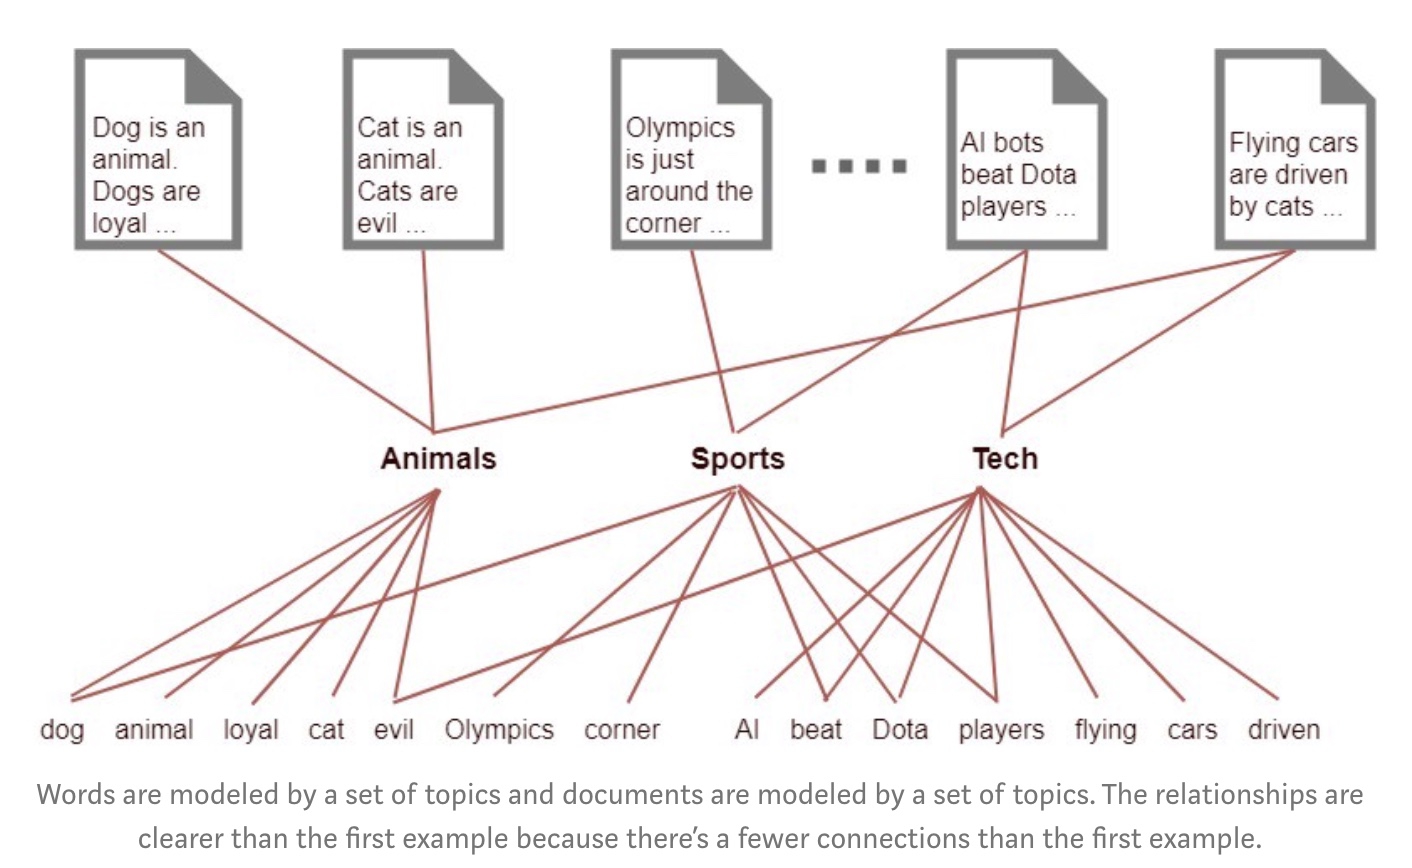 Dog is an
animal.
Dogs are
loyal ...
Cat is an
animal.
Cats are
evil ...
Olympics
is just
around the
corner ...
AI bots
beat Dota
players ...
Flying cars
are driven
by cats ...
Animals
Sports
Tech
dog animal loyal cat evil Olympics corner AI beat Dota players flying cars driven
Words are modeled by a set of topics and documents are modeled by a set of topics. The relationships are
clearer than the first example because there’s a fewer connections than the first example.